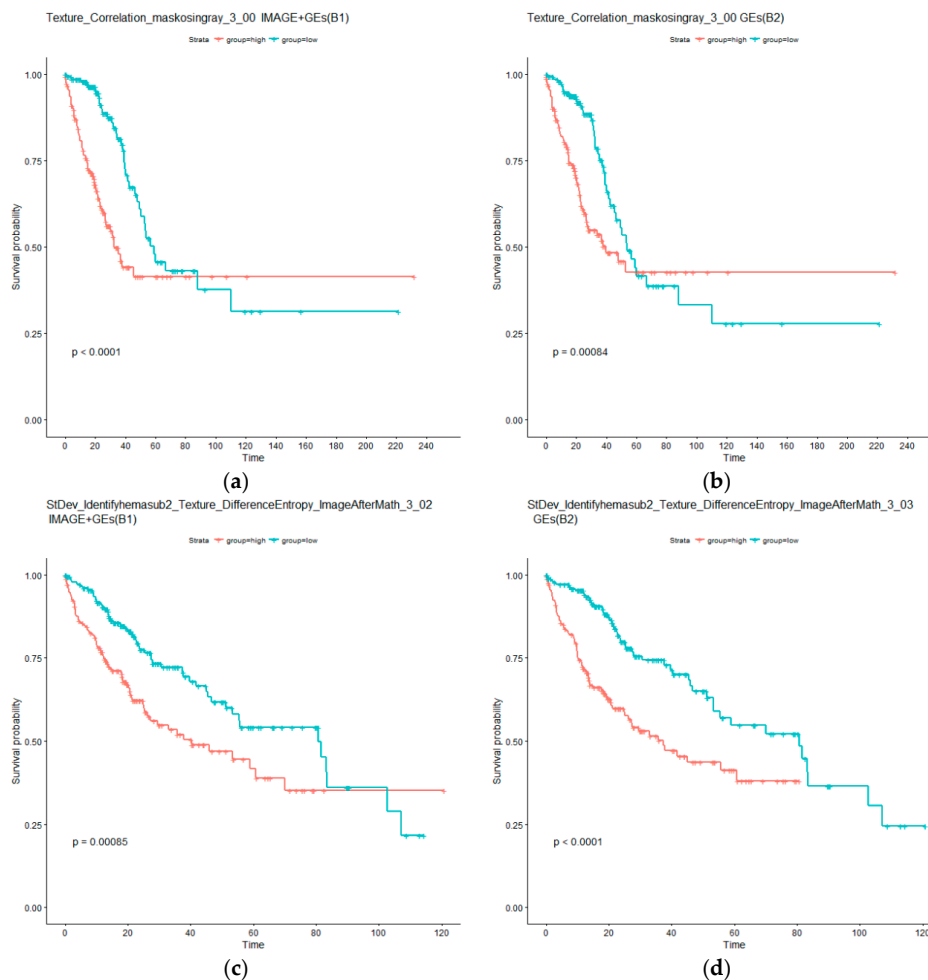 Texture_Correlation_maskosingray_3_00 IMAGE+GEs(B1)
Strata group=high group=low
Survival probability
1.00
0.75
0.50
0.25
0.00
p < 0.0001
0 20 40 60 80 100 120 140 160 180 200 220 240
Time
(a)
Texture_Correlation_maskosingray_3_00 GEs(B2)
Strata group=high group=low
Survival probability
1.00
0.75
0.50
0.25
0.00
p = 0.00084
0 20 40 60 80 100 120 140 160 180 200 220 240
Time
(b)
StDev_Identifyhemasub2_Texture_DifferenceEntropy_ImageAfterMath_3_02
IMAGE+GEs(B1)
Strata group=high group=low
Survival probability
1.00
0.75
0.50
0.25
0.00
p = 0.00085
0 20 40 60 80 100 120
Time
(c)
StDev_Identifyhemasub2_Texture_DifferenceEntropy_ImageAfterMath_3_03
GEs(B2)
Strata group=high group=low
Survival probability
1.00
0.75
0.50
0.25
0.00
p < 0.0001
0 20 40 60 80 100 120
Time
(d)